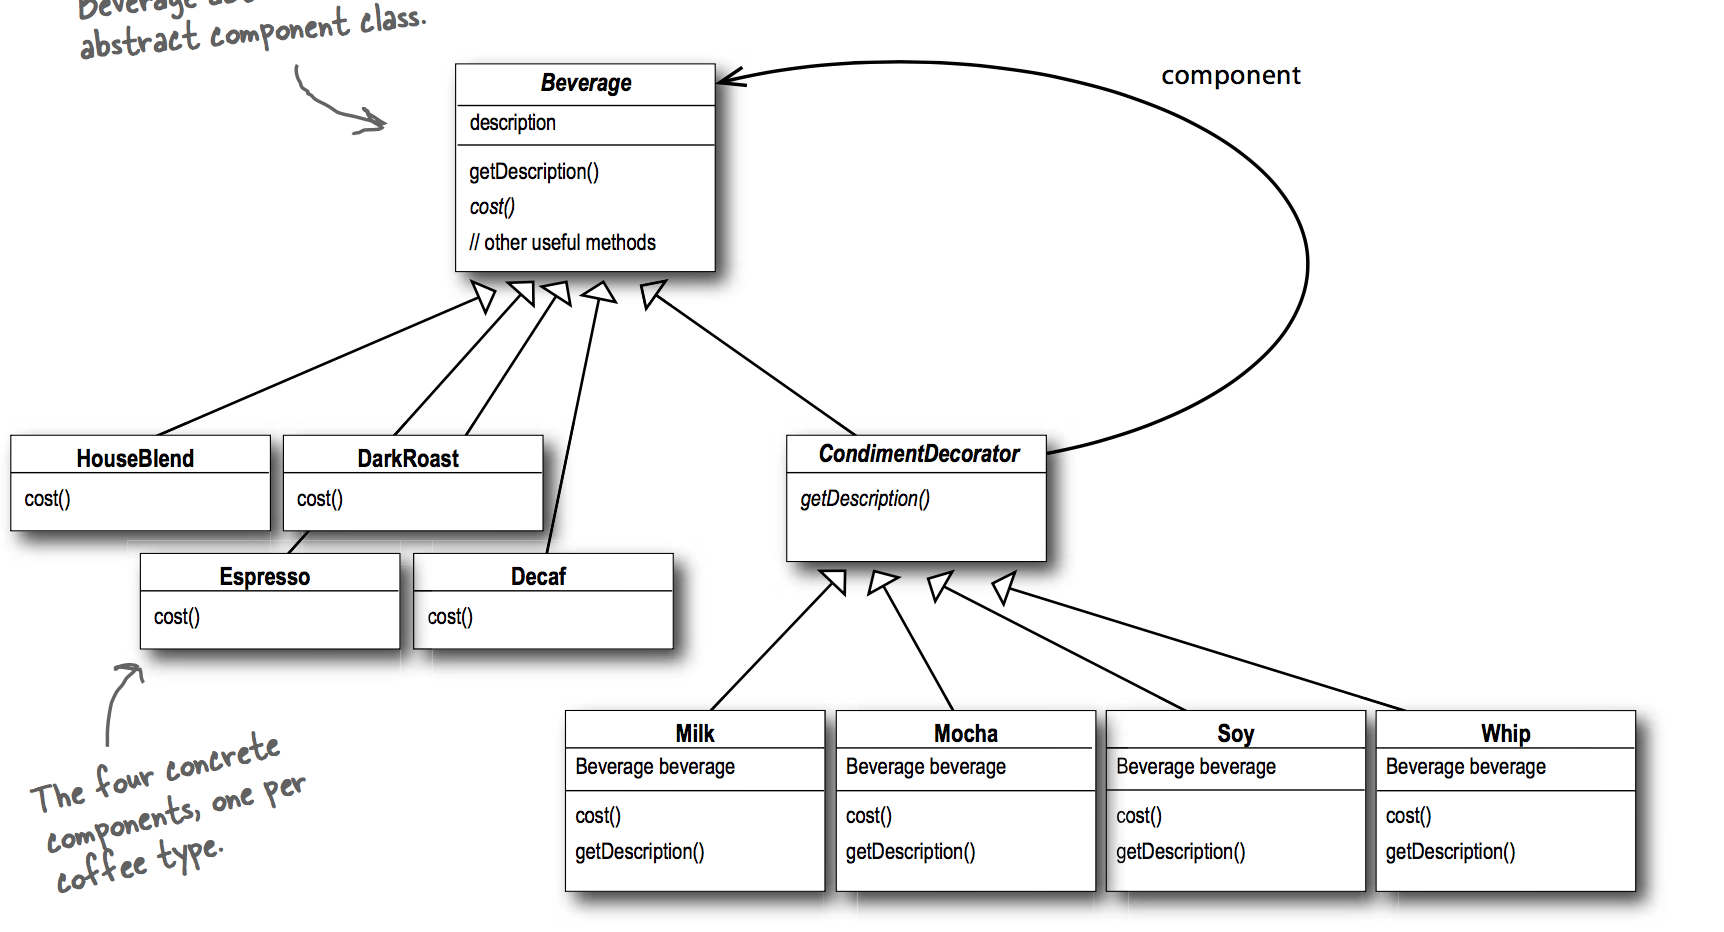 Beverage
abstract component class.
component
Beverage
description
getDescription()
cost()
// other useful methods
HouseBlend
cost()
DarkRoast
cost()
CondimentDecorator
getDescription()
Espresso
cost()
Decaf
cost()
Milk
Beverage beverage
cost()
getDescription()
Mocha
Beverage beverage
cost()
getDescription()
Soy
Beverage beverage
cost()
getDescription()
Whip
Beverage beverage
cost()
getDescription()
The four concrete
components, one per
coffee type.